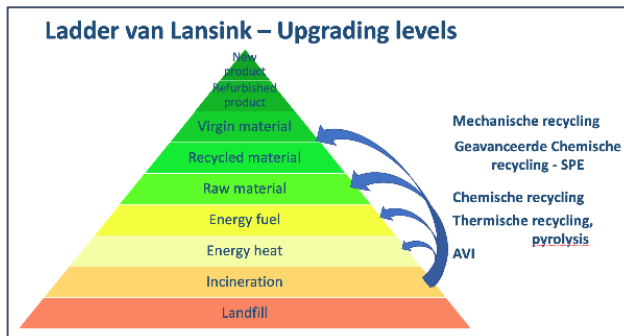 Ladder van Lansink – Upgrading levels
New
product
Refurbished
product
Virgin material
Recycled material
Raw material
Energy fuel
Energy heat
Incineration
Landfill
Mechanische recycling
Geavanceerde Chemische
recycling - SPE
Chemische recycling
Thermische recycling,
pyrolysis
AVI